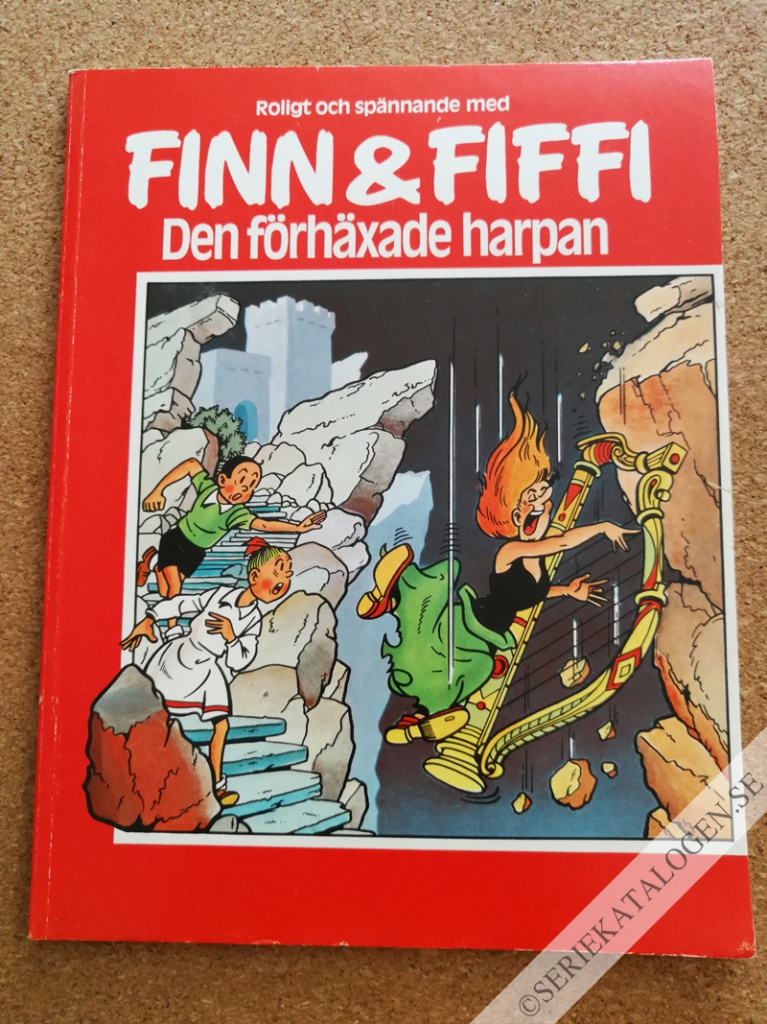 Roligt och spännande med
FINN & FIFFI
Den förhäxade harpan
©SERIEKATALOGEN.SE